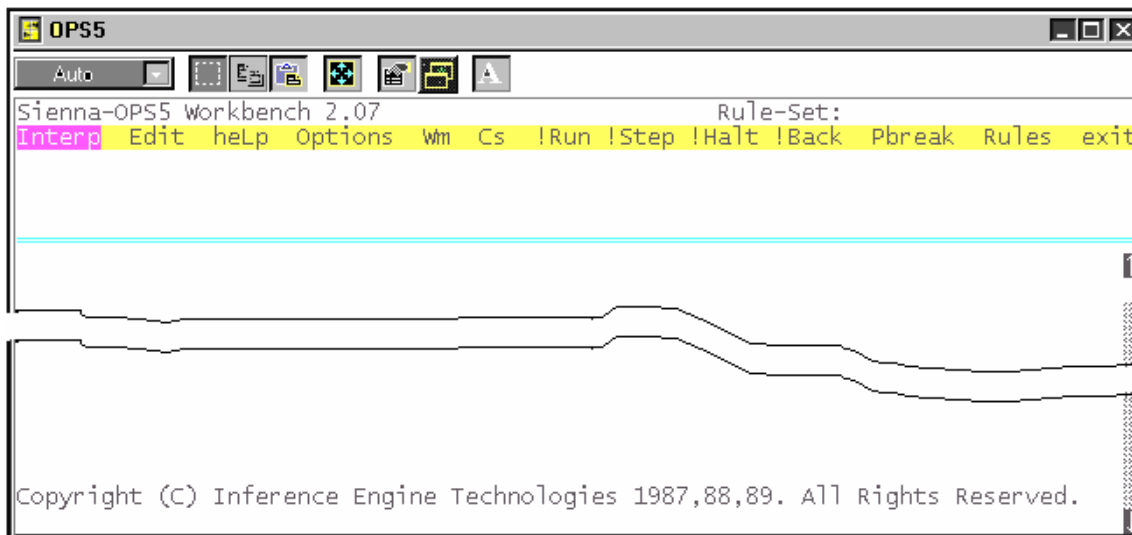 OPS5
Auto
A
Sienna-OPS5 Workbench 2.07 Rule-Set:
Interp Edit heLp Options Wm Cs !Run !Step !Halt !Back Pbreak Rules exit
Copyright (C) Inference Engine Technologies 1987,88,89. All Rights Reserved.